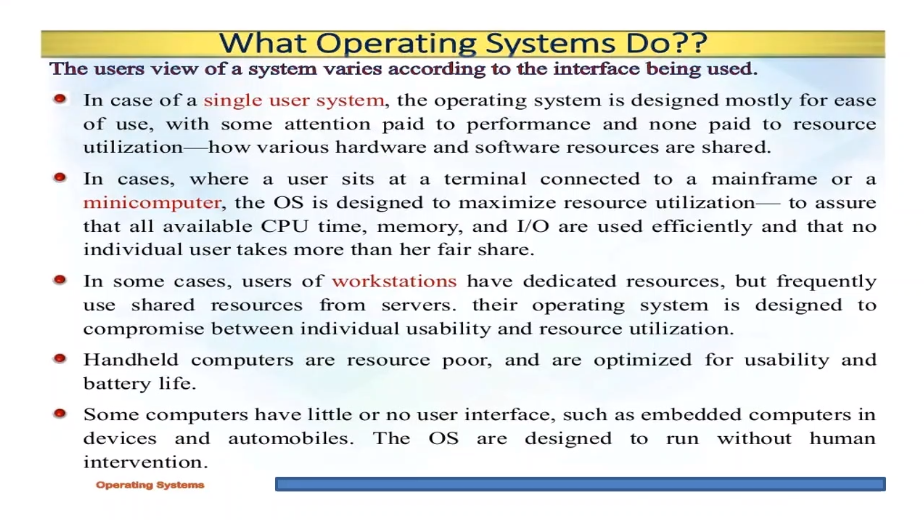 What Operating Systems Do??
The users view of a system varies according to the interface being used.
In case of a single user system, the operating system is designed mostly for ease
of use, with some attention paid to performance and none paid to resource
utilization—how various hardware and software resources are shared.
In cases, where a user sits at a terminal connected to a mainframe or a
minicomputer, the OS is designed to maximize resource utilization— to assure
that all available CPU time, memory, and I/O are used efficiently and that no
individual user takes more than her fair share.
In some cases, users of workstations have dedicated resources, but frequently
use shared resources from servers. their operating system is designed to
compromise between individual usability and resource utilization.
Handheld computers are resource poor, and are optimized for usability and
battery life.
Some computers have little or no user interface, such as embedded computers in
devices and automobiles. The OS are designed to run without human
intervention.
Operating Systems